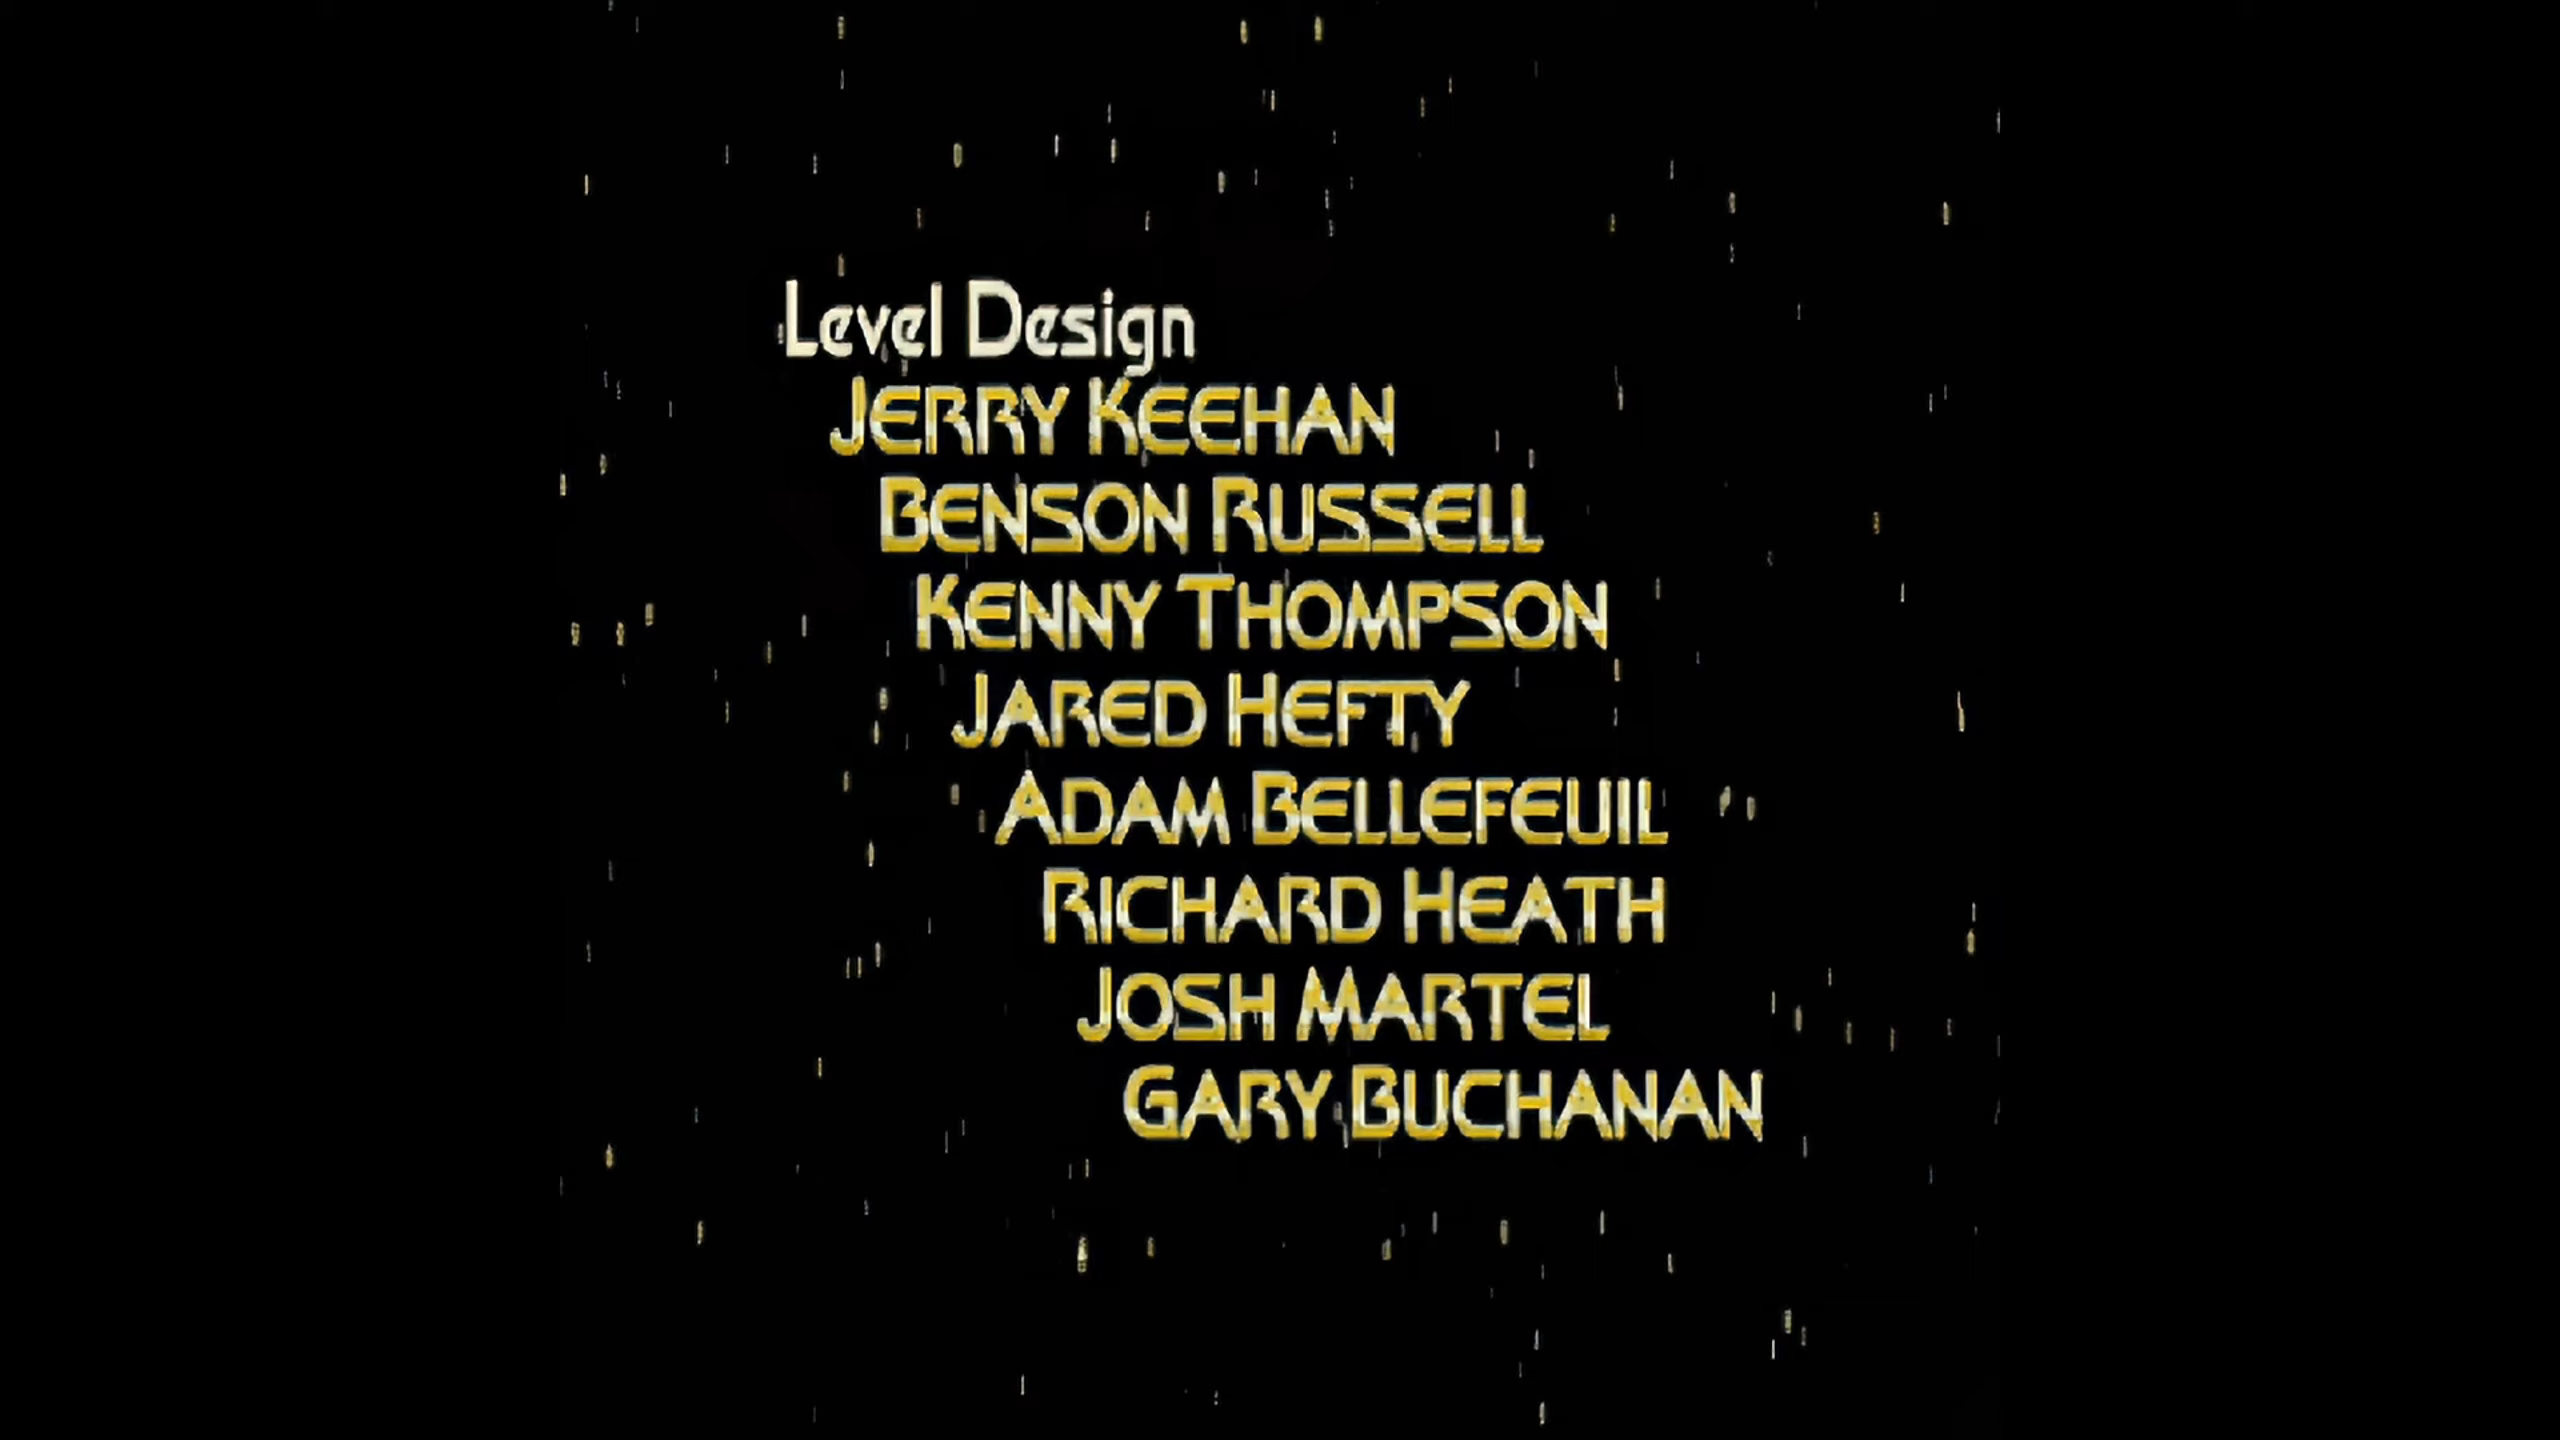 Level Design
Jerry Keehan
Benson Russell
Kenny Thompson
Jared Hefty
Adam Bellefeuil
Richard Heath
Josh Martel
Gary Buchanan